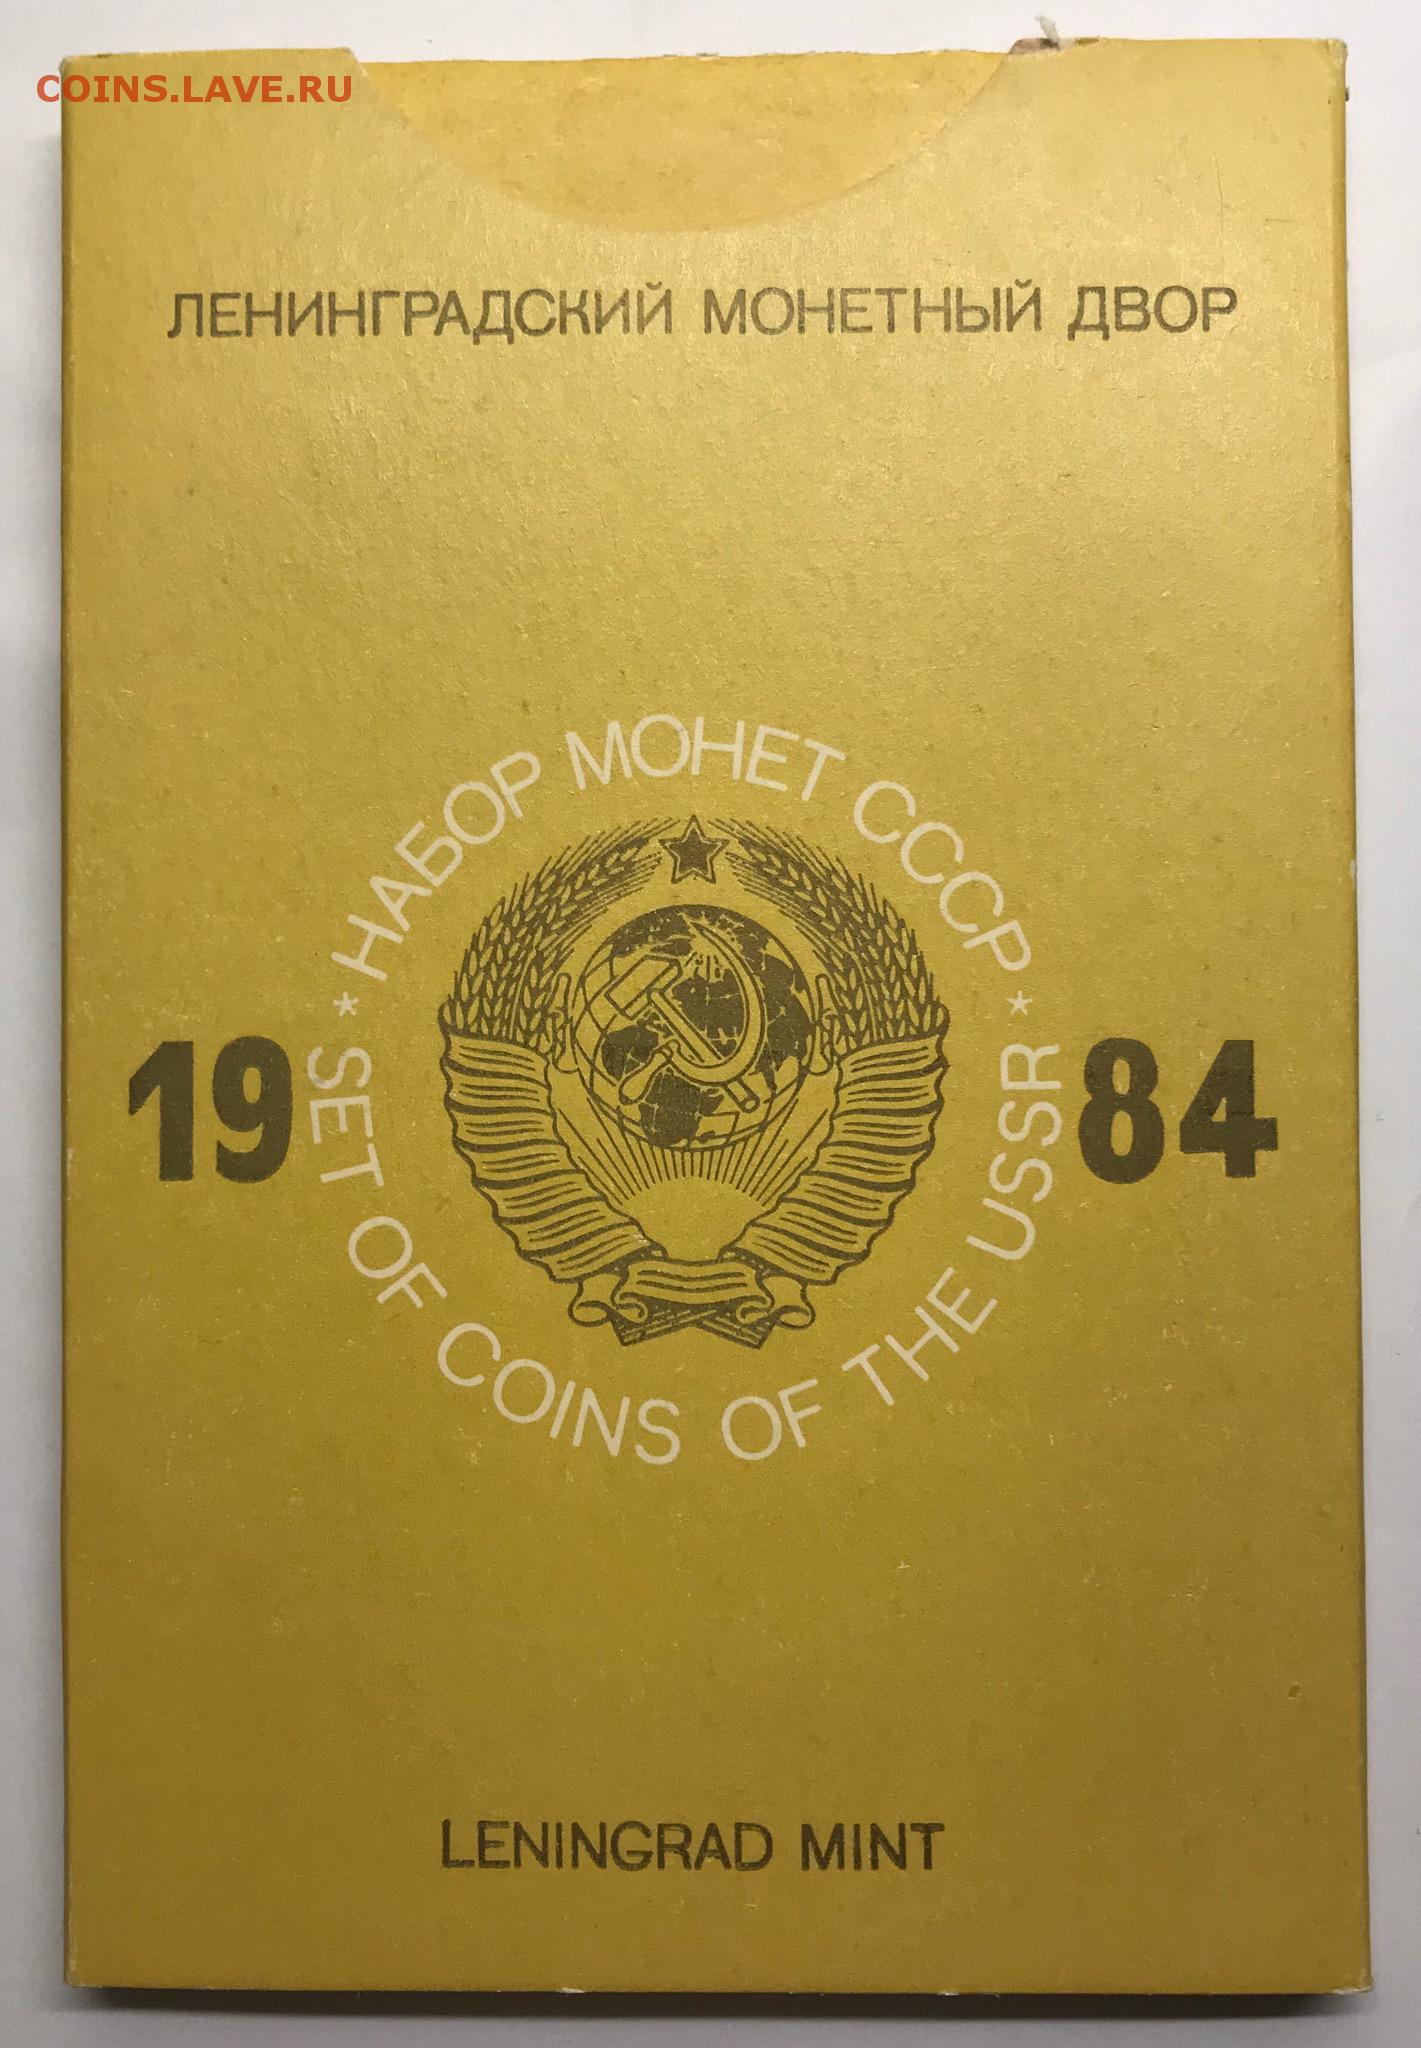 COINS.LAVE.RU
ЛЕНИНГРАДСКИЙ МОНЕТНЫЙ ДВОР
* НАБОР МОНЕТ СССР *
19 84
SET OF COINS OF THE USSR
LENINGRAD MINT